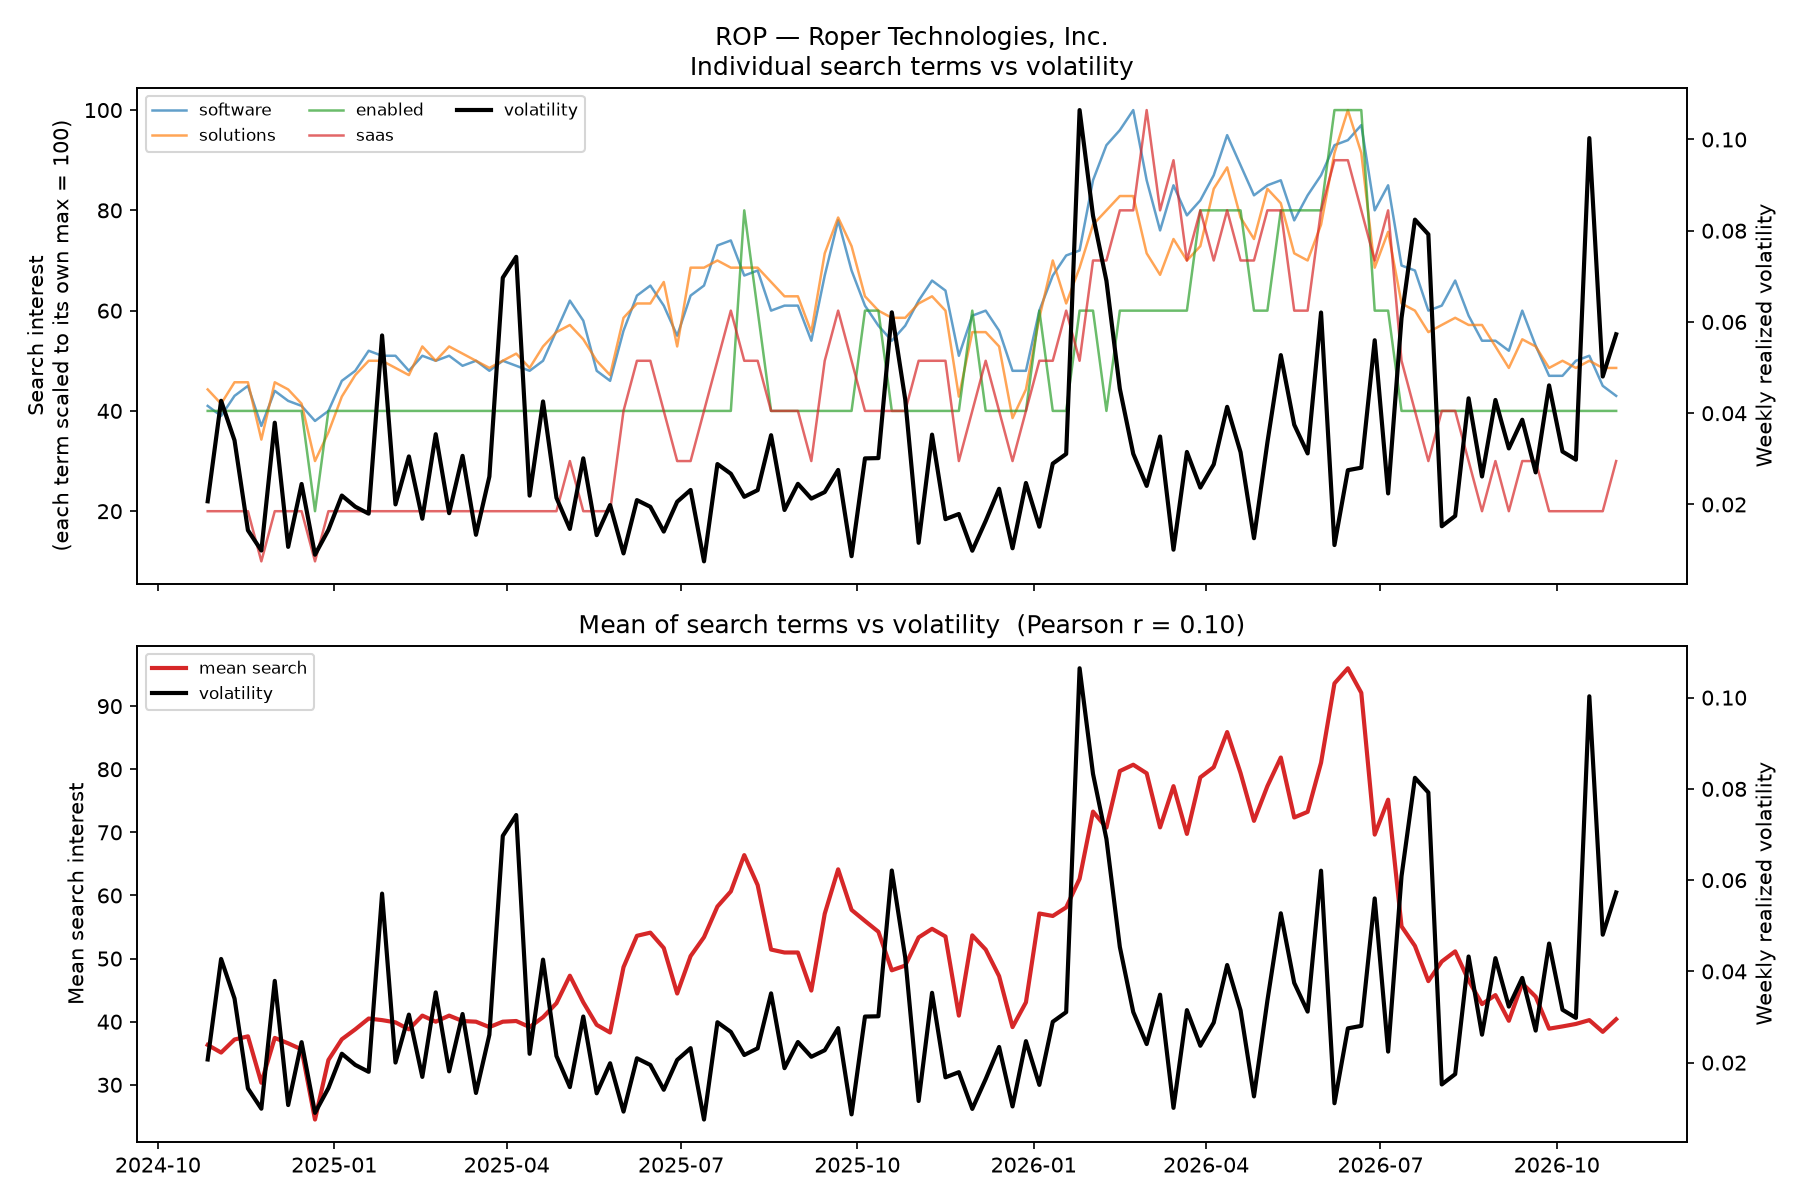 ROP — Roper Technologies, Inc.
Individual search terms vs volatility
software
solutions
enabled
saas
volatility
Search interest
(each term scaled to its own max = 100)
100
80
60
40
20
0.10
0.08
0.06
0.04
0.02
Weekly realized volatility
Mean of search terms vs volatility (Pearson r = 0.10)
mean search
volatility
Mean search interest
90
80
70
60
50
40
30
0.10
0.08
0.06
0.04
0.02
Weekly realized volatility
2024-10
2025-01
2025-04
2025-07
2025-10
2026-01
2026-04
2026-07
2026-10